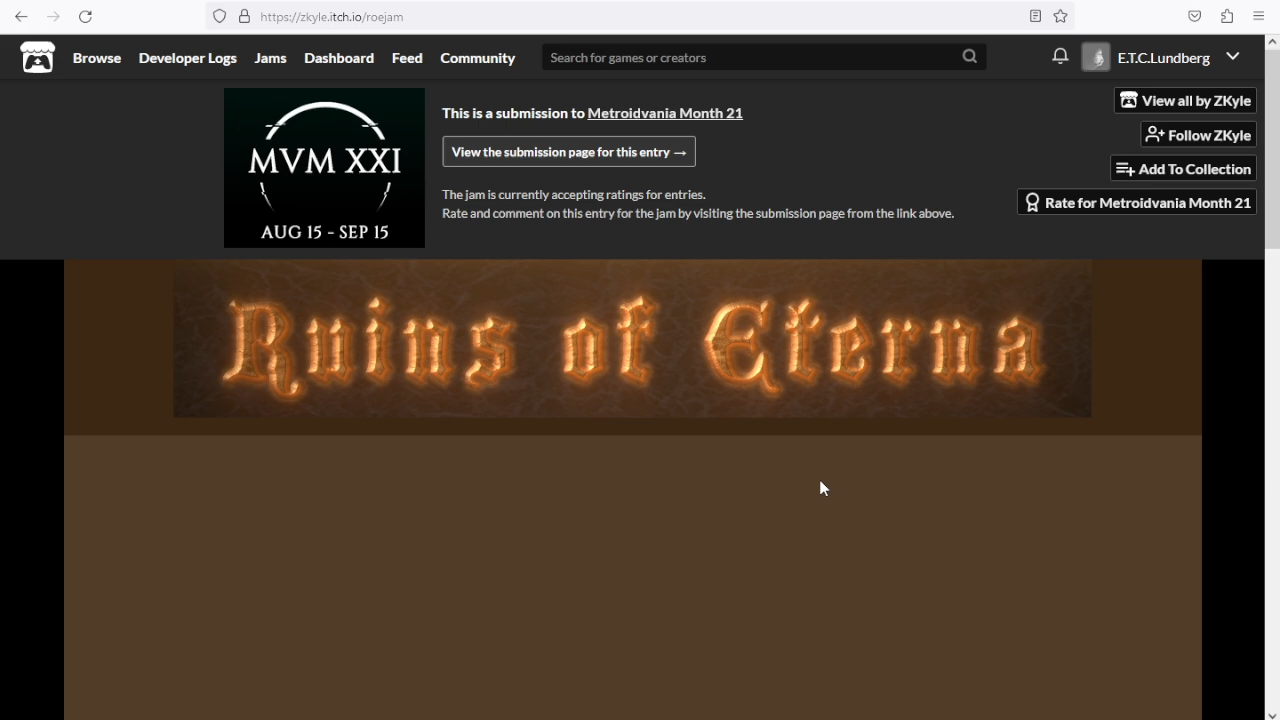 https://zkyle.itch.io/roejam
Browse
Developer Logs
Jams
Dashboard
Feed
Community
Search for games or creators
E.T.C.Lundberg
MVM XXI
AUG 15 - SEP 15
This is a submission to Metroidvania Month 21
View the submission page for this entry →
The jam is currently accepting ratings for entries.
Rate and comment on this entry for the jam by visiting the submission page from the link above.
View all by ZKyle
Follow ZKyle
Add To Collection
Rate for Metroidvania Month 21
Ruins of Eterna